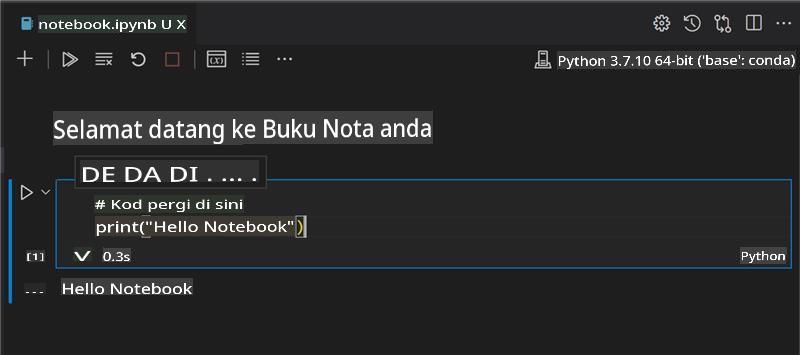 notebook.ipynb U X
Python 3.7.10 64-bit ('base': conda)
Selamat datang ke Buku Nota anda
DE DA DI . ... .
# Kod pergi di sini
print("Hello Notebook")
[1]
0.3s
Python
... Hello Notebook